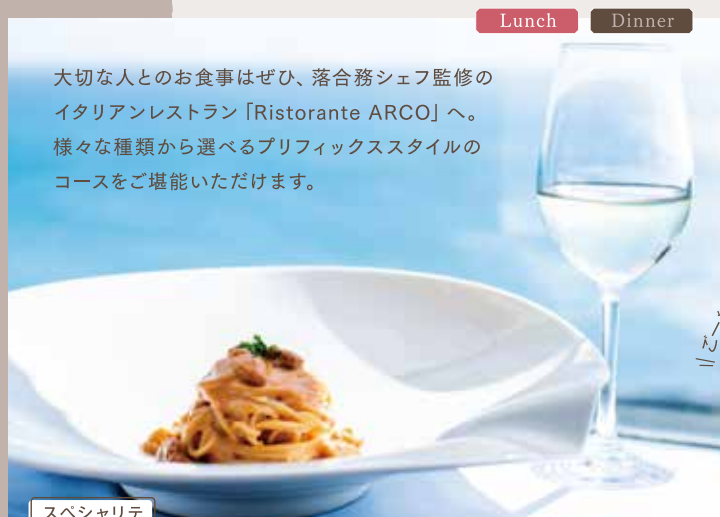 Lunch Dinner
大切な人とのお食事はぜひ、落合務シェフ監修の
イタリアンレストラン「Ristorante ARCO」へ。
様々な種類から選べるプリフィックススタイルの
コースをご堪能いただけます。
スペシャリテ